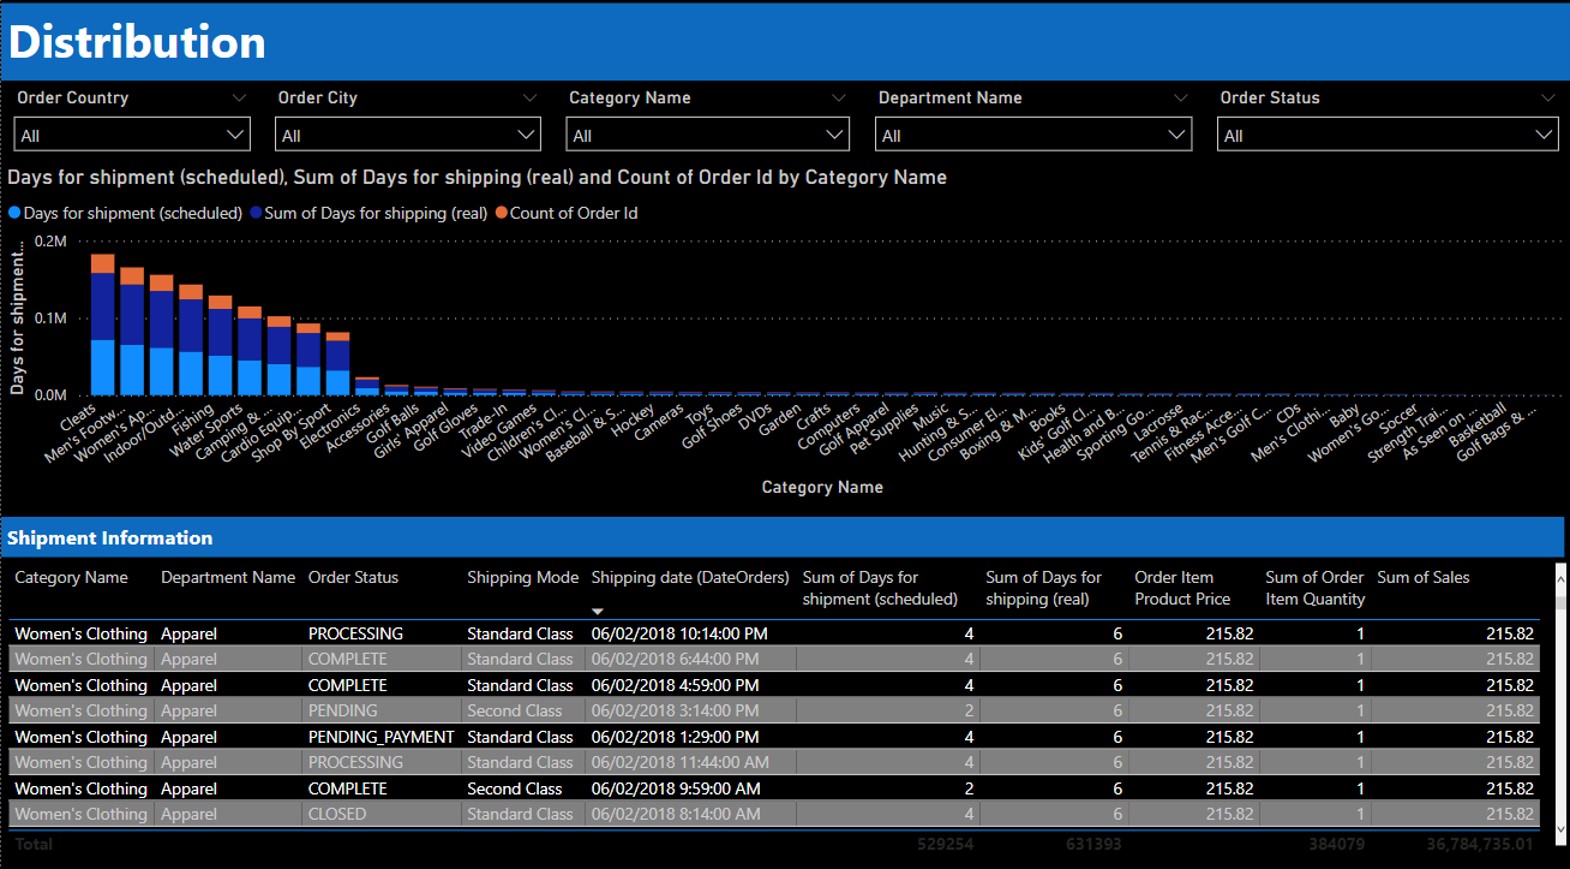 Distribution
Order Country Order City Category Name Department Name Order Status
All All All All All
Days for shipment (scheduled), Sum of Days for shipping (real) and Count of Order Id by Category Name
Days for shipment (scheduled) Sum of Days for shipping (real) Count of Order Id
Days for shipment...
0.2M
0.1M
0.0M
Cleats
Men's Footw...
Women's Ap...
Indoor/Outd...
Fishing
Water Sports
Camping & ...
Cardio Equip...
Shop By Sport
Electronics
Accessories
Golf Balls
Girls' Apparel
Golf Gloves
Trade-In
Video Games
Children's Cl...
Women's Cl...
Baseball & S...
Hockey
Cameras
Toys
Golf Shoes
DVDs
Garden
Crafts
Computers
Golf Apparel
Pet Supplies
Music
Hunting & S...
Consumer El...
Boxing & M...
Books
Kids' Golf Cl...
Health and B...
Sporting Go...
Lacrosse
Tennis & Rac...
Fitness Acce...
Men's Golf C...
CDs
Men's Clothi...
Baby
Women's Go...
Soccer
Strength Trai...
As Seen on ...
Basketball
Golf Bags & ...
Category Name
Shipment Information
Category Name Department Name Order Status Shipping Mode Shipping date (DateOrders) Sum of Days for Sum of Days for Order Item Sum of Order Sum of Sales
shipment (scheduled) shipping (real) Product Price Item Quantity
Women's Clothing Apparel PROCESSING Standard Class 06/02/2018 10:14:00 PM 4 6 215.82 1 215.82
Women's Clothing Apparel COMPLETE Standard Class 06/02/2018 6:44:00 PM 4 6 215.82 1 215.82
Women's Clothing Apparel COMPLETE Standard Class 06/02/2018 4:59:00 PM 4 6 215.82 1 215.82
Women's Clothing Apparel PENDING Second Class 06/02/2018 3:14:00 PM 2 6 215.82 1 215.82
Women's Clothing Apparel PENDING_PAYMENT Standard Class 06/02/2018 1:29:00 PM 4 6 215.82 1 215.82
Women's Clothing Apparel PROCESSING Standard Class 06/02/2018 11:44:00 AM 4 6 215.82 1 215.82
Women's Clothing Apparel COMPLETE Second Class 06/02/2018 9:59:00 AM 2 6 215.82 1 215.82
Women's Clothing Apparel CLOSED Standard Class 06/02/2018 8:14:00 AM 4 6 215.82 1 215.82
Total 529254 631393 384079 36,784,735.01